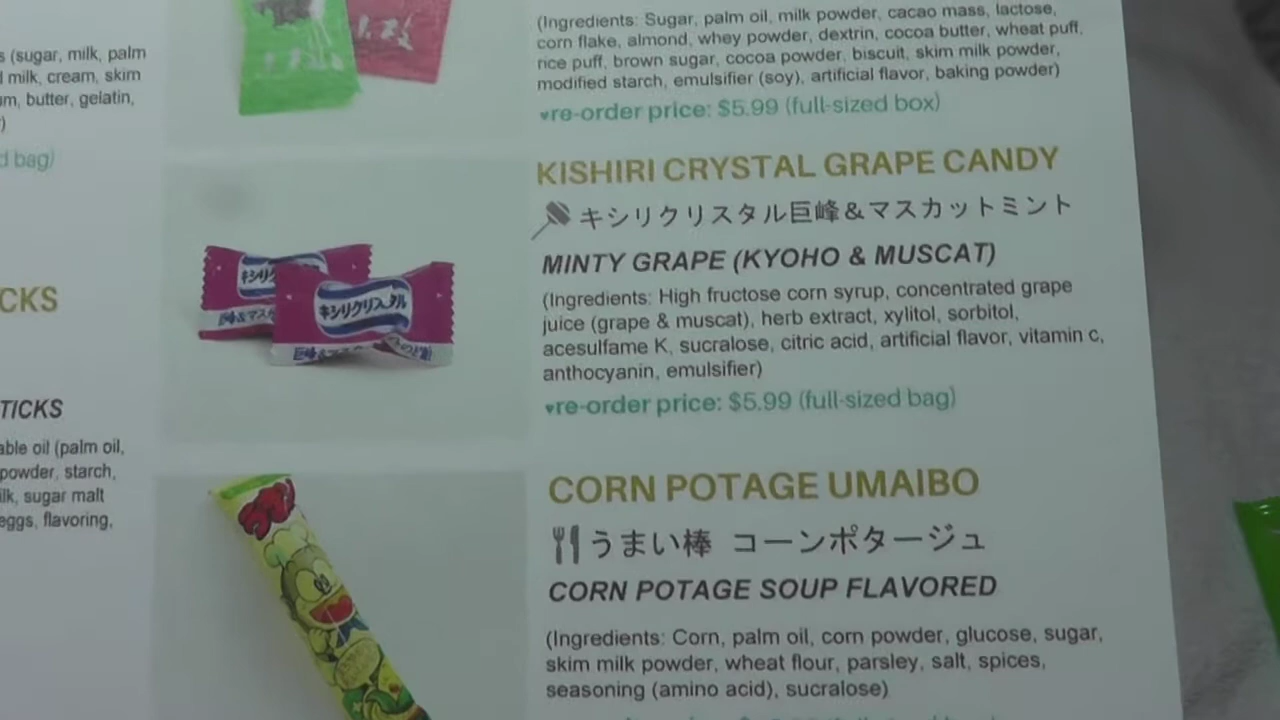 s (sugar, milk, palm
d milk, cream, skim
um, butter, gelatin,
)
d bag)
CKS
TICKS
able oil (palm oil,
powder, starch,
ilk, sugar malt
eggs, flavoring,
(Ingredients: Sugar, palm oil, milk powder, cacao mass, lactose,
corn flake, almond, whey powder, dextrin, cocoa butter, wheat puff,
rice puff, brown sugar, cocoa powder, biscuit, skim milk powder,
modified starch, emulsifier (soy), artificial flavor, baking powder)
♥re-order price: $5.99 (full-sized box)
KISHIRI CRYSTAL GRAPE CANDY
キシリクリスタル巨峰&マスカットミント
MINTY GRAPE (KYOHO & MUSCAT)
(Ingredients: High fructose corn syrup, concentrated grape
juice (grape & muscat), herb extract, xylitol, sorbitol,
acesulfame K, sucralose, citric acid, artificial flavor, vitamin c,
anthocyanin, emulsifier)
♥re-order price: $5.99 (full-sized bag)
キシリ
キシリクリスタル
CORN POTAGE UMAIBO
うまい棒 コーンポタージュ
CORN POTAGE SOUP FLAVORED
(Ingredients: Corn, palm oil, corn powder, glucose, sugar,
skim milk powder, wheat flour, parsley, salt, spices,
seasoning (amino acid), sucralose)